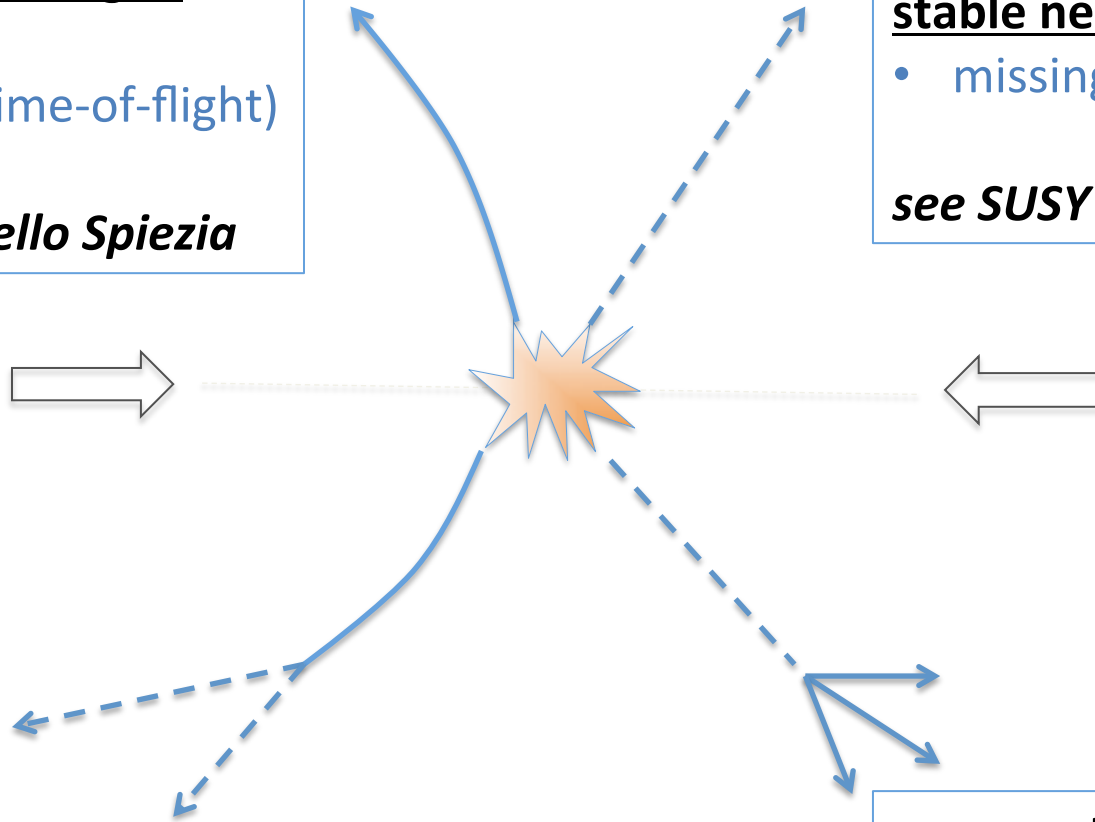 ime-of-flight)
ello Spiezia
stable ne
• missing
see SUSY